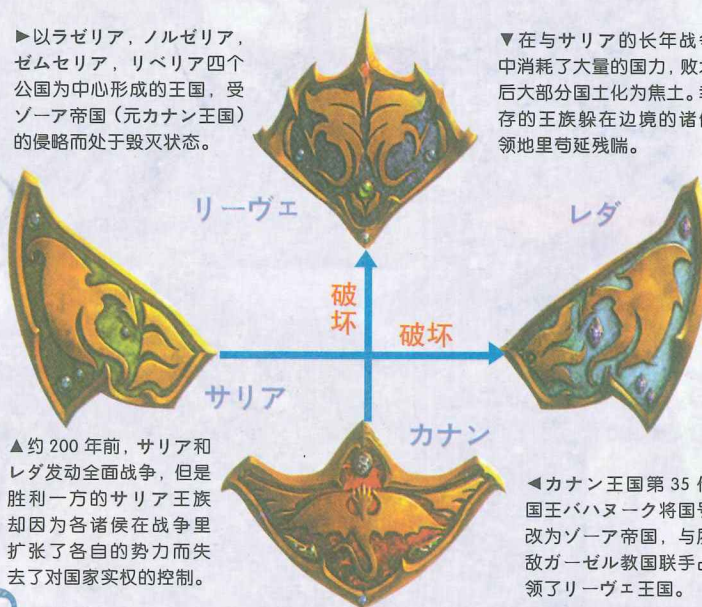 ▶以ラゼリア，ノルゼリア，
ゼムセリア，リベリア四个
公国为中心形成的王国，受
ゾーア帝国（元カナン王国）
的侵略而处于毁灭状态。
▼在与サリア的长年战
中消耗了大量的国力，败
后大部分国土化为焦土。
存的王族躲在边境的诸
领地里苟延残喘。
リーヴェ
レダ
破
坏
破坏
サリア
カナン
▲约 200 年前，サリア和
レダ发动全面战争，但是
胜利一方的サリア王族
却因为各诸侯在战争里
扩张了各自的势力而失
去了对国家实权的控制。
◀カナン王国第 35
国王バハヌーク将国
改为ゾーア帝国，与
敌ガーゼル教国联手
领了リーヴェ王国。